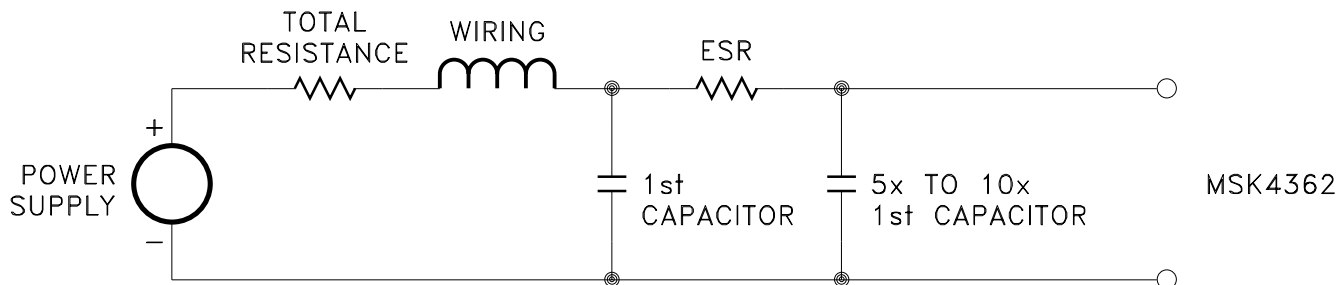 TOTAL
RESISTANCE
WIRING
ESR
+
POWER
SUPPLY
−
1st
CAPACITOR
5x TO 10x
1st CAPACITOR
MSK4362